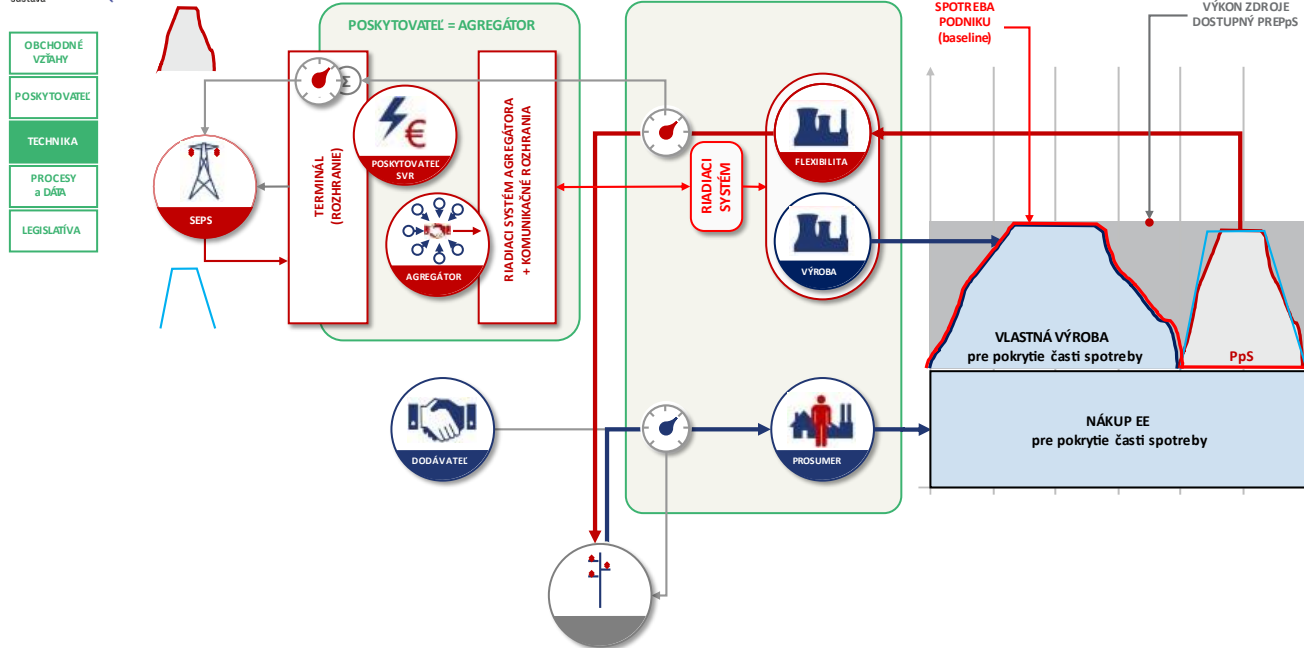 sústava
OBCHODNÉ
VZŤAHY
POSKYTOVATEĽ
TECHNIKA
PROCESY
a DÁTA
LEGISLATÍVA
SEPS
POSKYTOVATEĽ = AGREGÁTOR
TERMINÁL
(ROZHRANIE)
Σ
POSKYTOVATEĽ
SVR
AGREGÁTOR
RIADIACI SYSTÉM AGREGÁTORA
+ KOMUNIKAČNÉ ROZHRANIA
RIADIACI
SYSTÉM
FLEXIBILITA
VÝROBA
DODÁVATEĽ
PROSUMER
SPOTREBA
PODNIKU
(baseline)
VÝKON ZDROJE
DOSTUPNÝ PREPpS
VLASTNÁ VÝROBA
pre pokrytie časti spotreby
PpS
NÁKUP EE
pre pokrytie časti spotreby